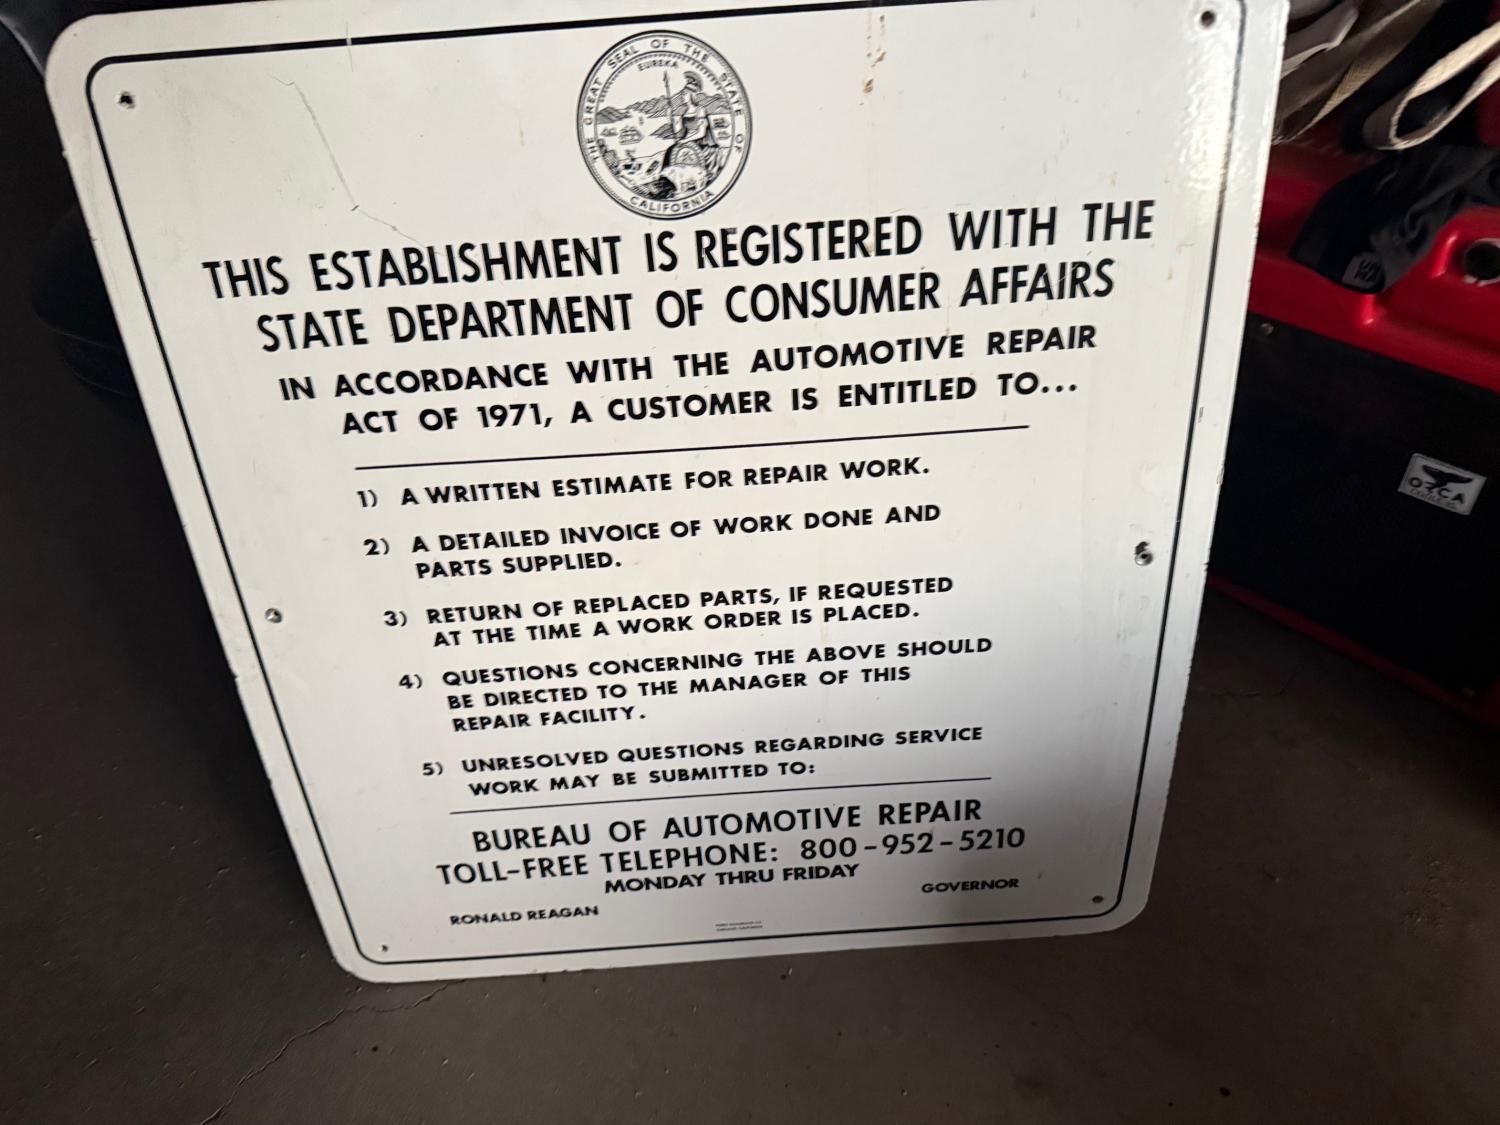 THE GREAT SEAL OF THE STATE OF CALIFORNIA
EUREKA
THIS ESTABLISHMENT IS REGISTERED WITH THE
STATE DEPARTMENT OF CONSUMER AFFAIRS
IN ACCORDANCE WITH THE AUTOMOTIVE REPAIR
ACT OF 1971, A CUSTOMER IS ENTITLED TO...
1) A WRITTEN ESTIMATE FOR REPAIR WORK.
2) A DETAILED INVOICE OF WORK DONE AND
PARTS SUPPLIED.
3) RETURN OF REPLACED PARTS, IF REQUESTED
AT THE TIME A WORK ORDER IS PLACED.
4) QUESTIONS CONCERNING THE ABOVE SHOULD
BE DIRECTED TO THE MANAGER OF THIS
REPAIR FACILITY.
5) UNRESOLVED QUESTIONS REGARDING SERVICE
WORK MAY BE SUBMITTED TO:
BUREAU OF AUTOMOTIVE REPAIR
TOLL-FREE TELEPHONE: 800-952-5210
MONDAY THRU FRIDAY
RONALD REAGAN
GOVERNOR
ORCA